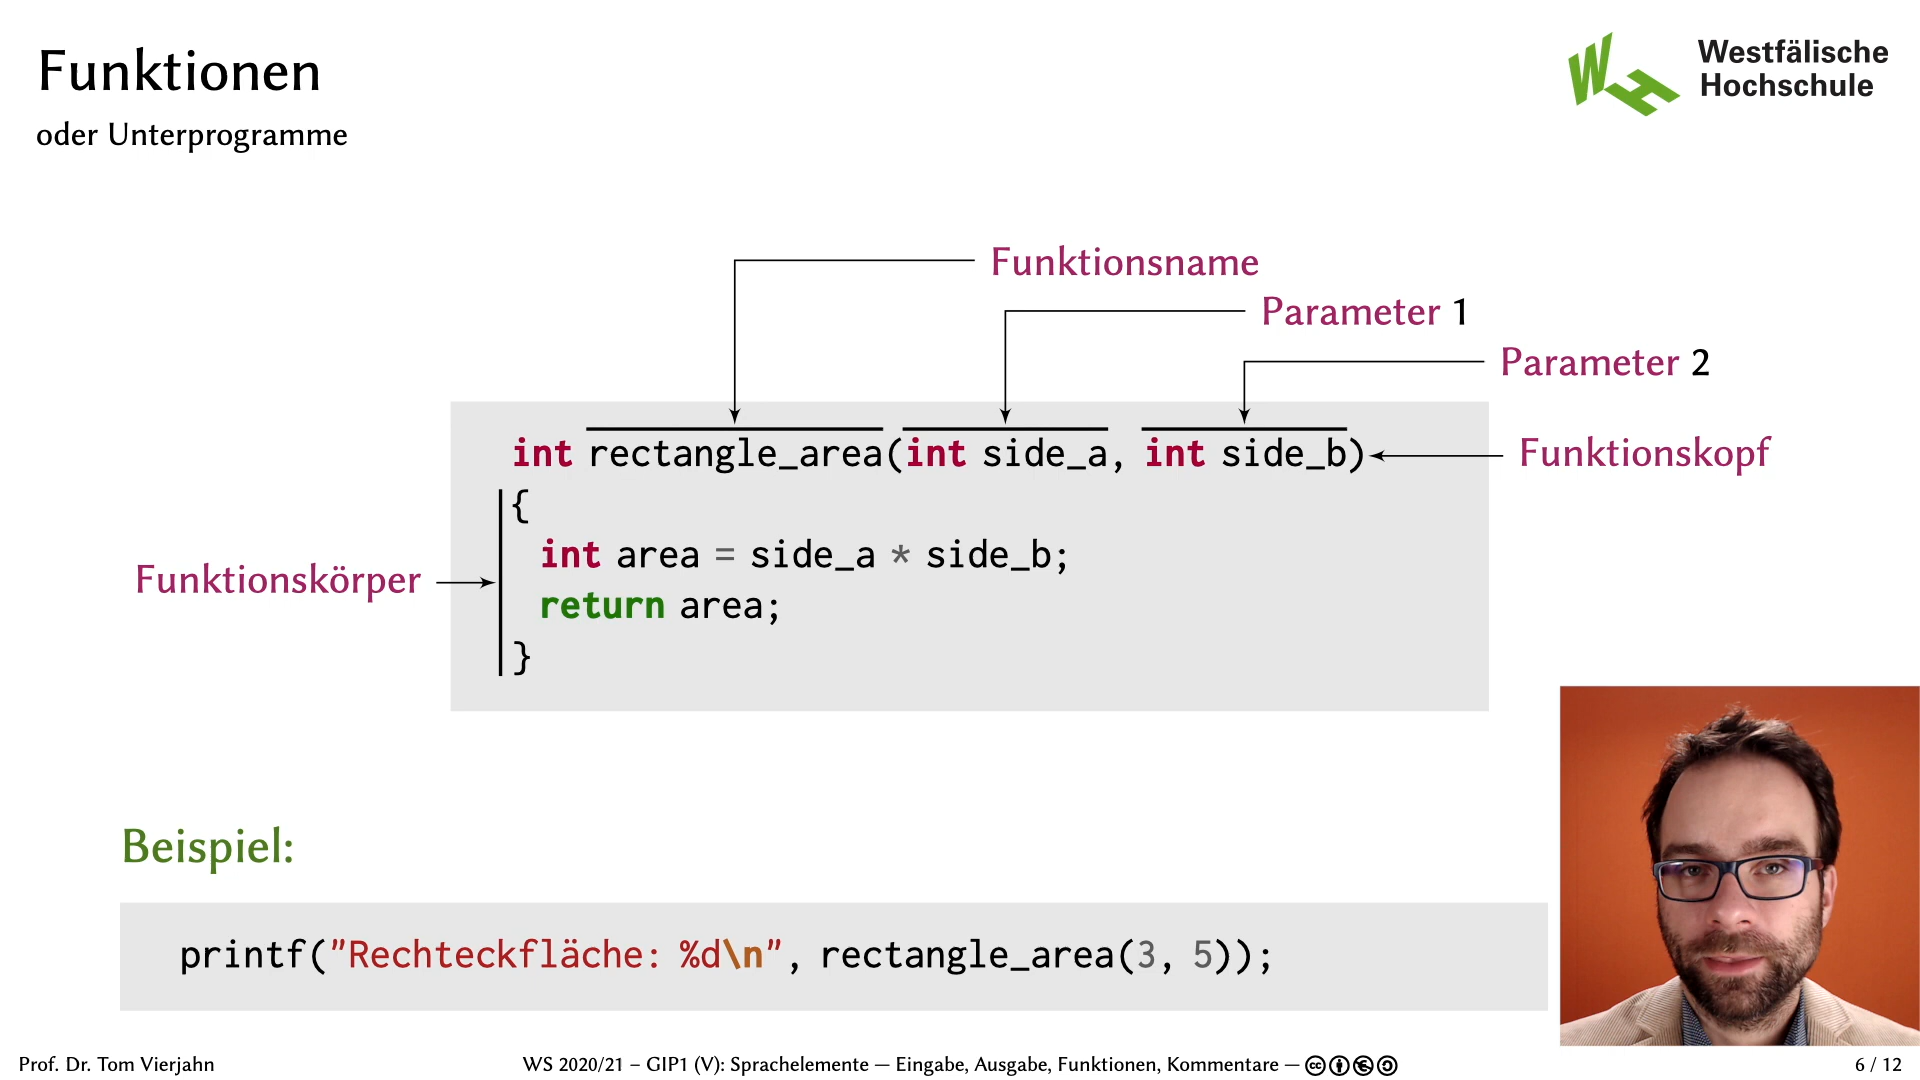 Funktionen
oder Unterprogramme
Westfälische
Hochschule
Funktionsname
Parameter 1
Parameter 2
int rectangle_area(int side_a, int side_b)
Funktionskopf
{
int area = side_a * side_b;
Funktionskörper
return area;
}
Beispiel:
printf("Rechteckfläche: %d\n", rectangle_area(3, 5));
Prof. Dr. Tom Vierjahn
WS 2020/21 – GIP1 (V): Sprachelemente — Eingabe, Ausgabe, Funktionen, Kommentare —
6 / 12